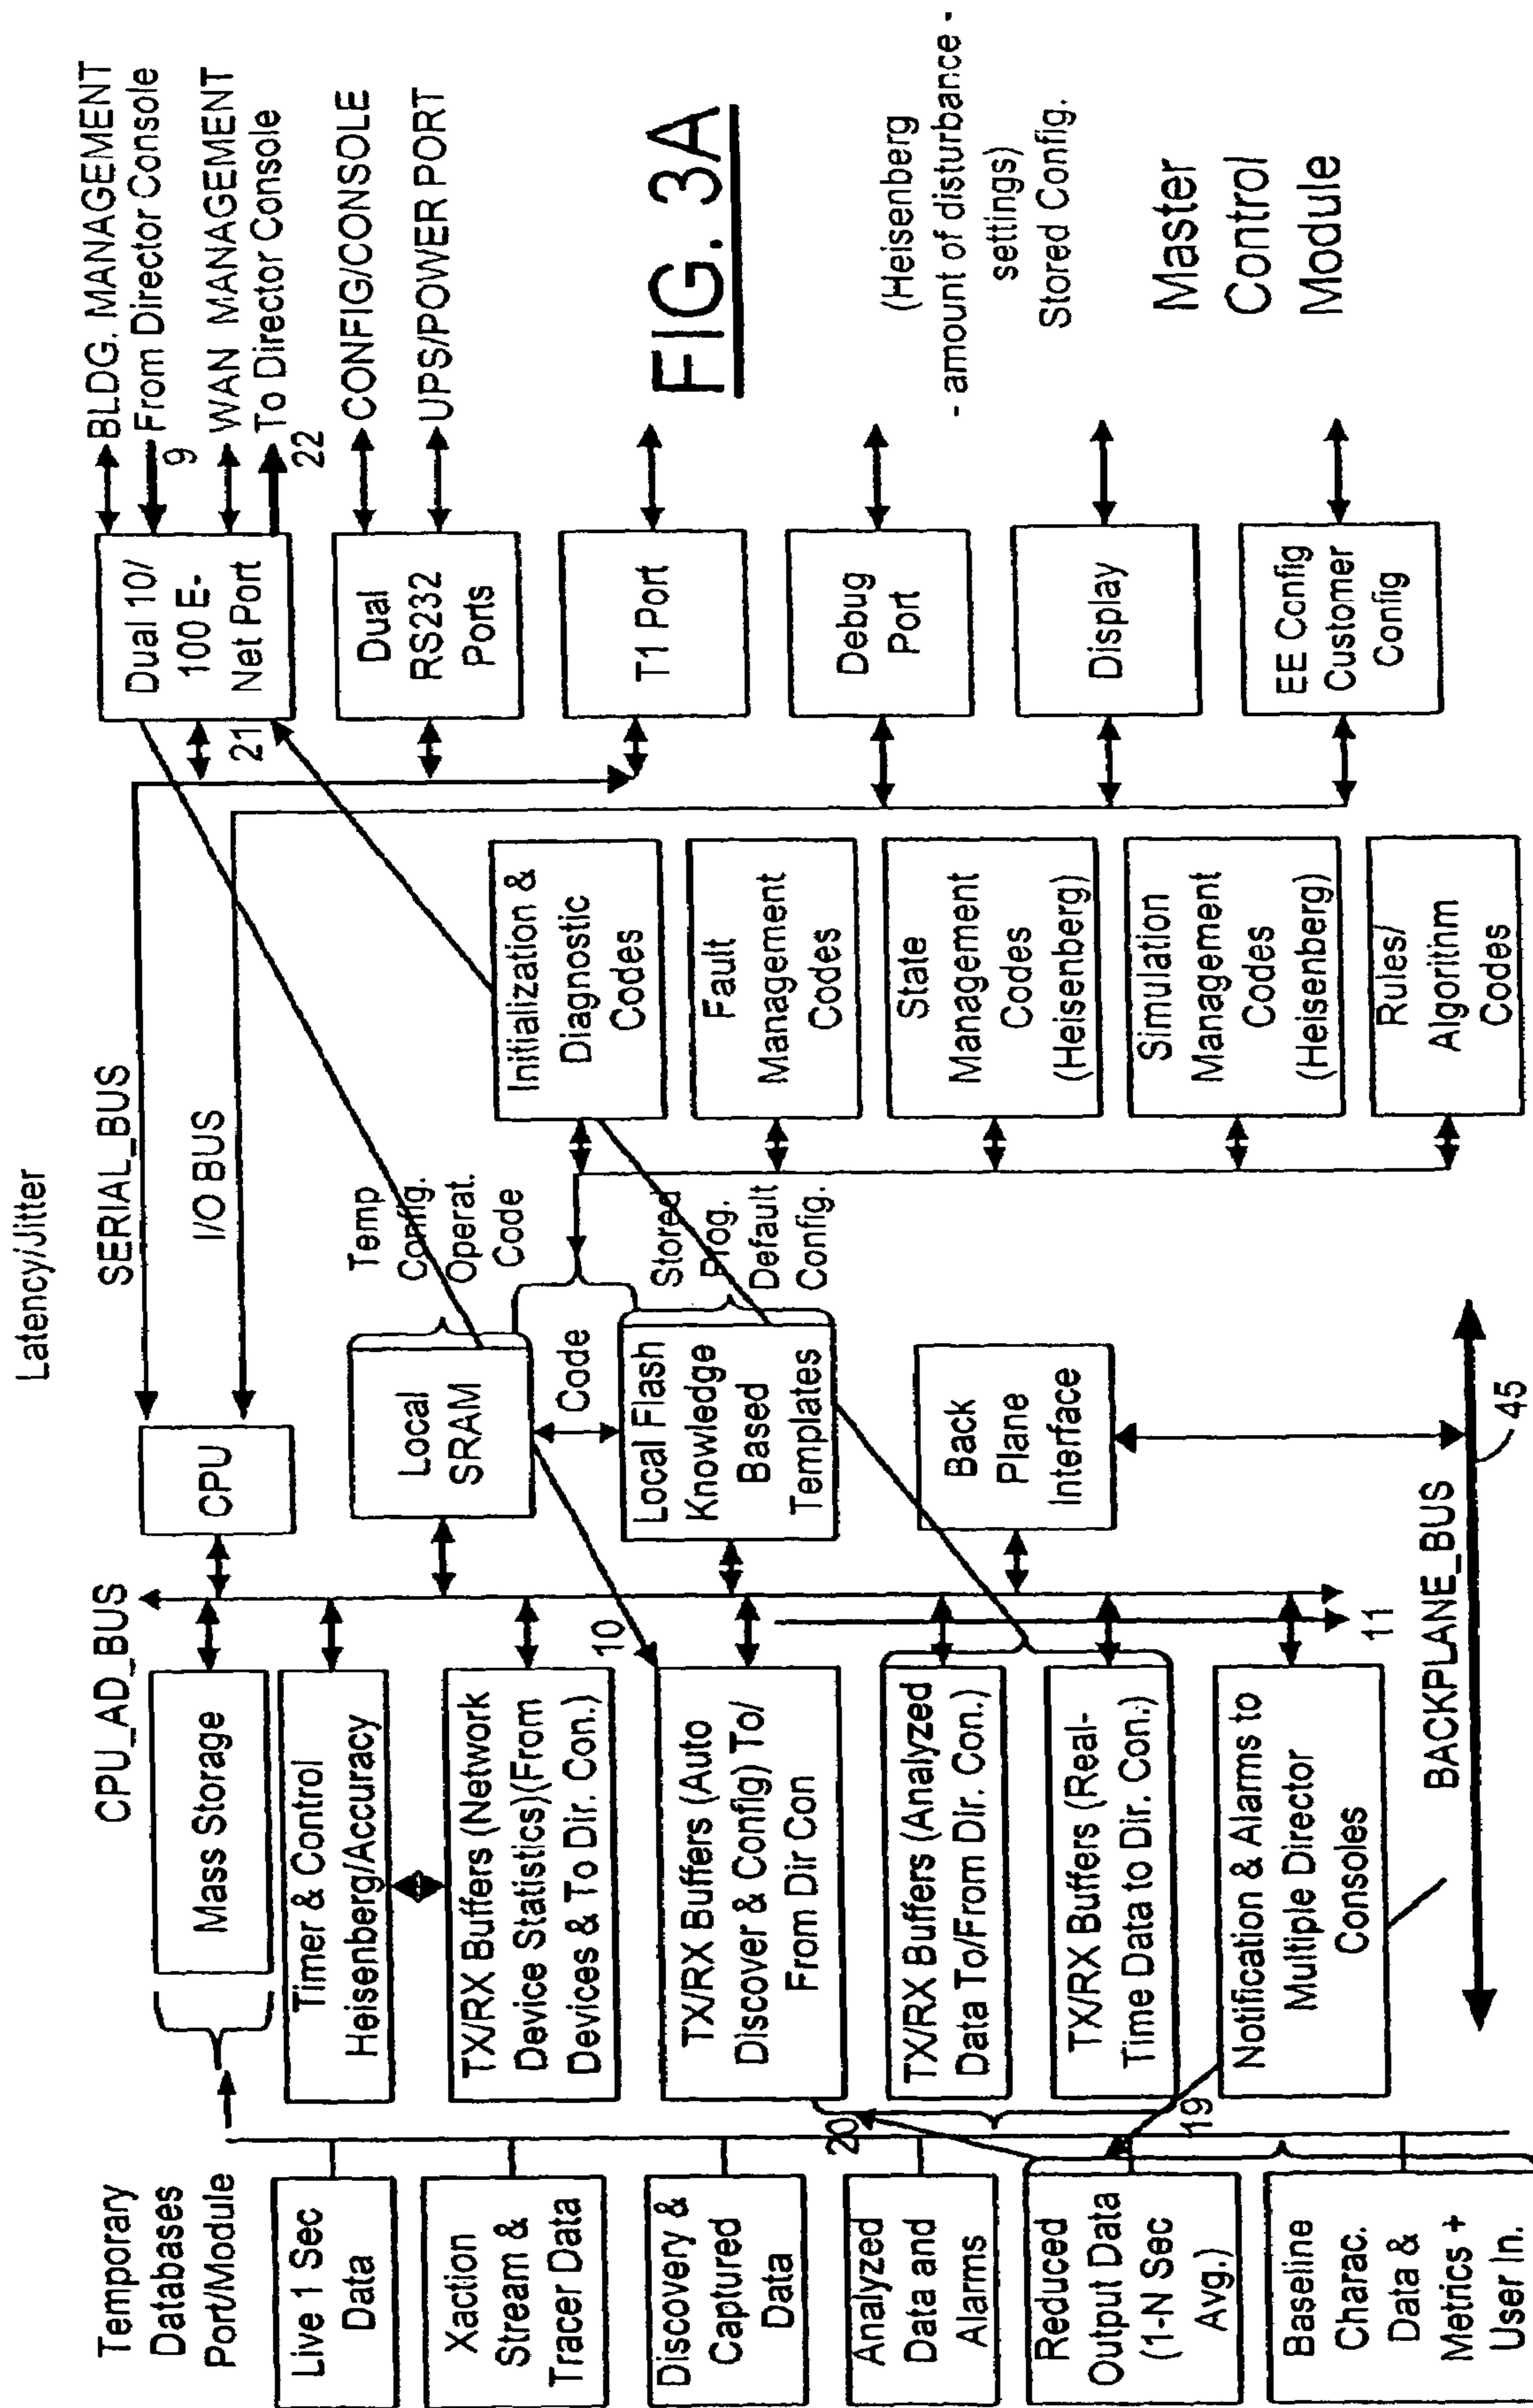 Latency/Jitter
Temporary
Databases
Port/Module
Live 1 Sec
Data
Xaction
Stream &
Tracer Data
Discovery &
Captured
Data
Analyzed
Data and
Alarms
Reduced
Output Data
(1-N Sec
Avg.)
Baseline
Charac.
Data &
Metrics +
User In.
CPU_AD_BUS
Mass Storage
Timer & Control
Heisenberg/Accuracy
TX/RX Buffers (Network
Device Statistics)(From
Devices & To Dir. Con.)
10
TX/RX Buffers (Auto
Discover & Config) To/
From Dir Con
20
TX/RX Buffers (Analyzed
Data To/From Dir. Con.)
TX/RX Buffers (Real-
Time Data to Dir. Con.)
19
11
Notification & Alarms to
Multiple Director
Consoles
BACKPLANE_BUS
45
CPU
SERIAL_BUS
I/O BUS
Local
SRAM
Temp
Config.
Operat.
Code
Code
Local Flash
Knowledge
Based
Templates
Stored
Prog.
Default
Config.
Back
Plane
Interface
Initialization &
Diagnostic
Codes
Fault
Management
Codes
State
Management
Codes
(Heisenberg)
Simulation
Management
Codes
(Heisenberg)
Rules/
Algorithm
Codes
Dual 10/
100 E-
Net Port
21
Dual
RS232
Ports
T1 Port
Debug
Port
Display
EE Config
Customer
Config
BLDG. MANAGEMENT
From Director Console
9
WAN MANAGEMENT
To Director Console
22
CONFIG/CONSOLE
UPS/POWER PORT
FIG. 3A
(Heisenberg
- amount of disturbance -
settings)
Stored Config.
Master
Control
Module